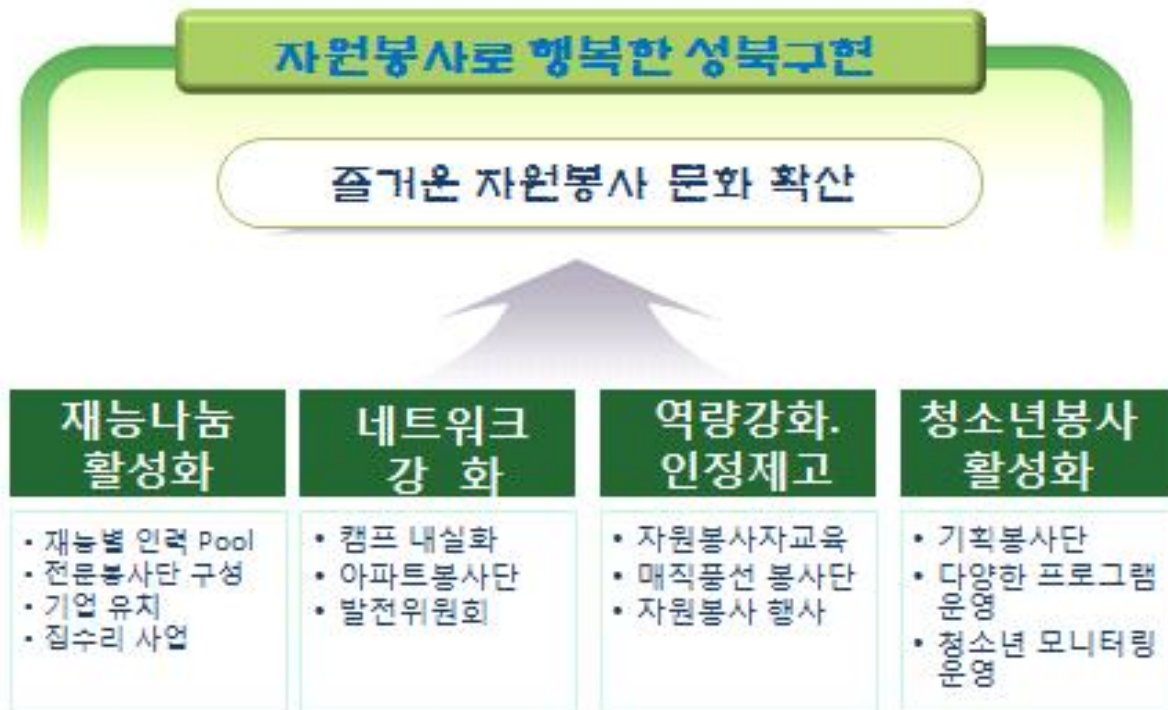 자원봉사로 행복한 성북구현
즐거운 자원봉사 문화 확산
재능나눔
활성화
• 재능별 인력 Pool
• 전문봉사단 구성
• 기업 유치
• 집수리 사업
네트워크
강 화
• 캠프 내실화
• 아파트봉사단
• 발전위원회
역량강화.
인정제고
• 자원봉사자교육
• 매직풍선 봉사단
• 자원봉사 행사
청소년봉사
활성화
• 기획봉사단
• 다양한 프로그램
운영
• 청소년 모니터링
운영